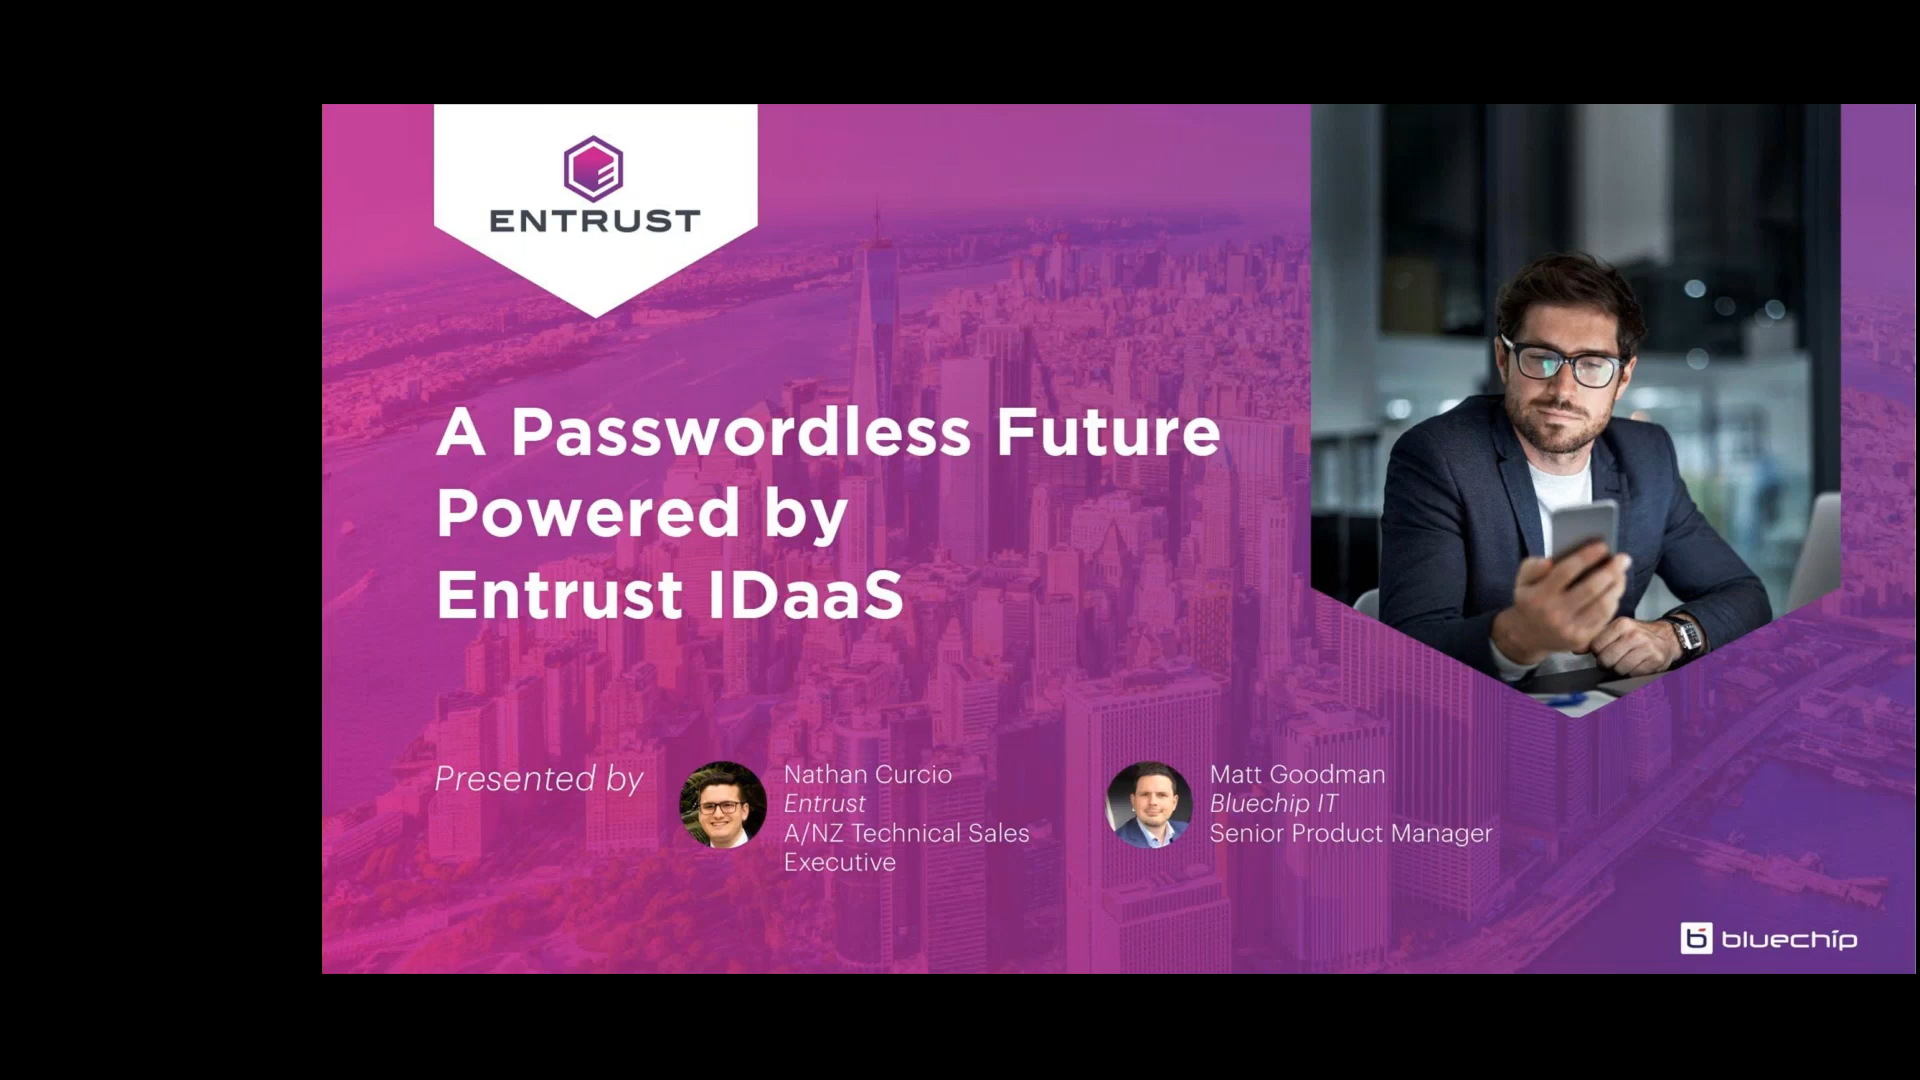 ENTRUST
A Passwordless Future
Powered by
Entrust IDaaS
Presented by
Nathan Curcio
Entrust
A/NZ Technical Sales
Executive
Matt Goodman
Bluechip IT
Senior Product Manager
bluechip